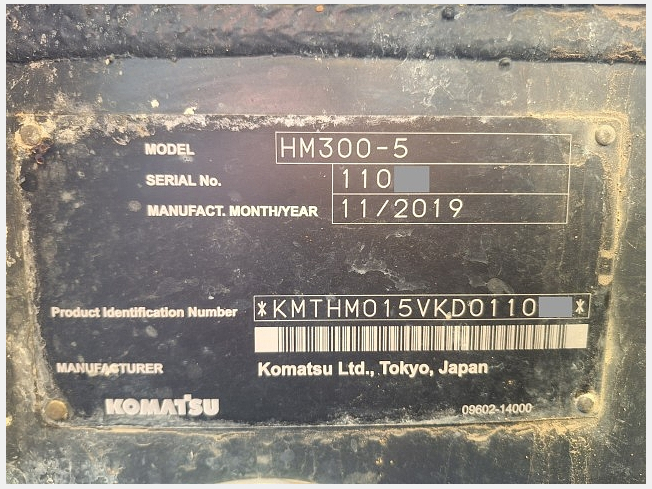 MODEL HM300-5
SERIAL No. 110
MANUFACT. MONTH/YEAR 11/2019
Product Identification Number *KMTHM015VKD0110 *
MANUFACTURER Komatsu Ltd., Tokyo, Japan
KOMATSU 09602-14000